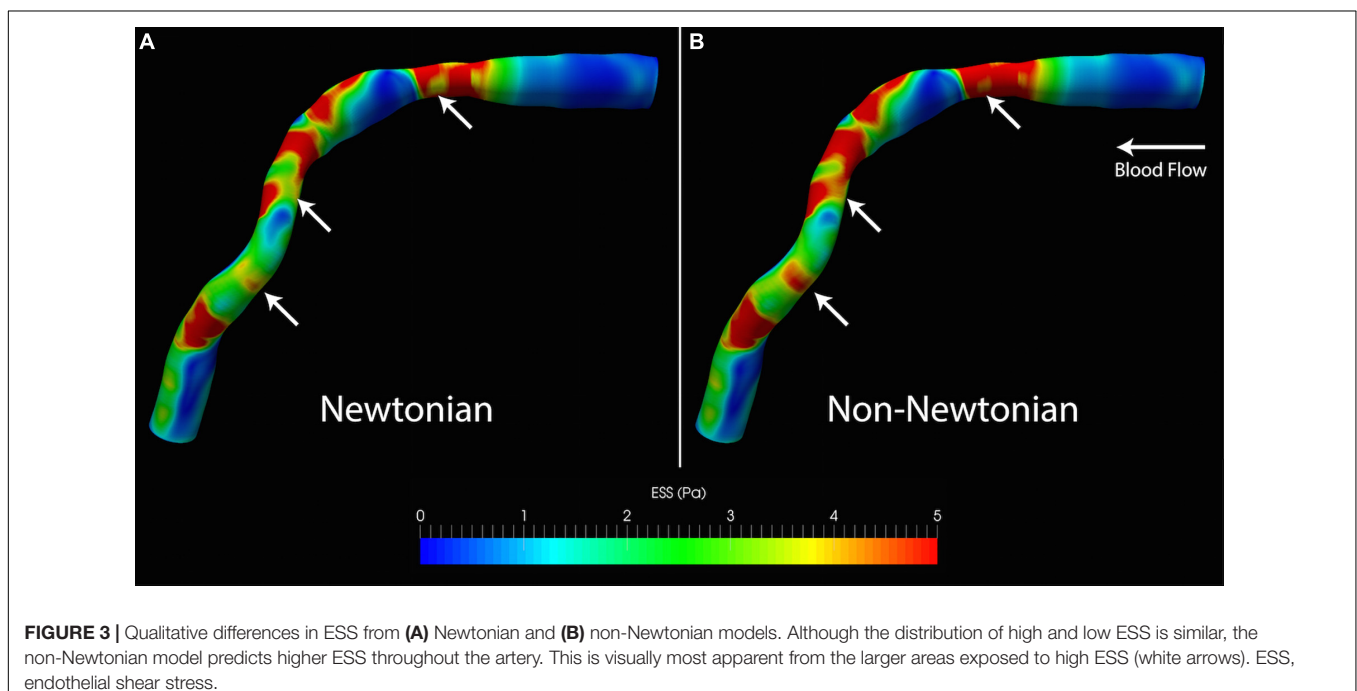 A
B
Blood Flow
Newtonian
Non-Newtonian
ESS (Pa)
0 1 2 3 4 5
FIGURE 3 | Qualitative differences in ESS from (A) Newtonian and (B) non-Newtonian models. Although the distribution of high and low ESS is similar, the
non-Newtonian model predicts higher ESS throughout the artery. This is visually most apparent from the larger areas exposed to high ESS (white arrows). ESS,
endothelial shear stress.